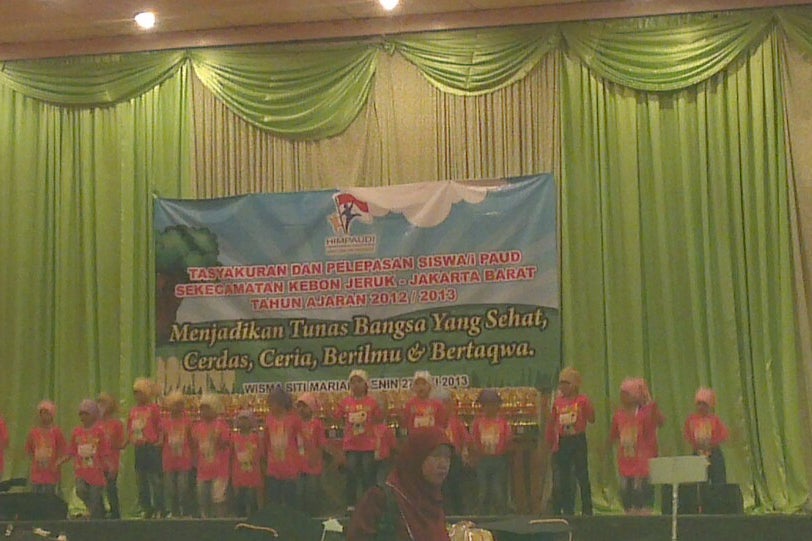 HIMPAUDI
TASYAKURAN DAN PELEPASAN SISWA/i PAUD
SEKECAMATAN KEBON JERUK - JAKARTA BARAT
TAHUN AJARAN 2012 / 2013
Menjadikan Tunas Bangsa Yang Sehat,
Cerdas, Ceria, Berilmu & Bertaqwa.
WISMA SITI MARIA 2013